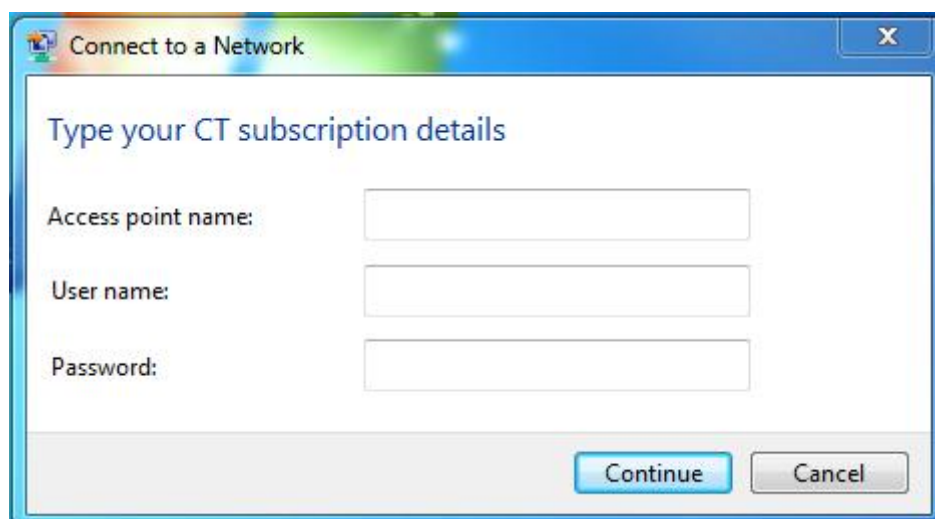 Connect to a Network
Type your CT subscription details
Access point name:
User name:
Password:
Continue Cancel